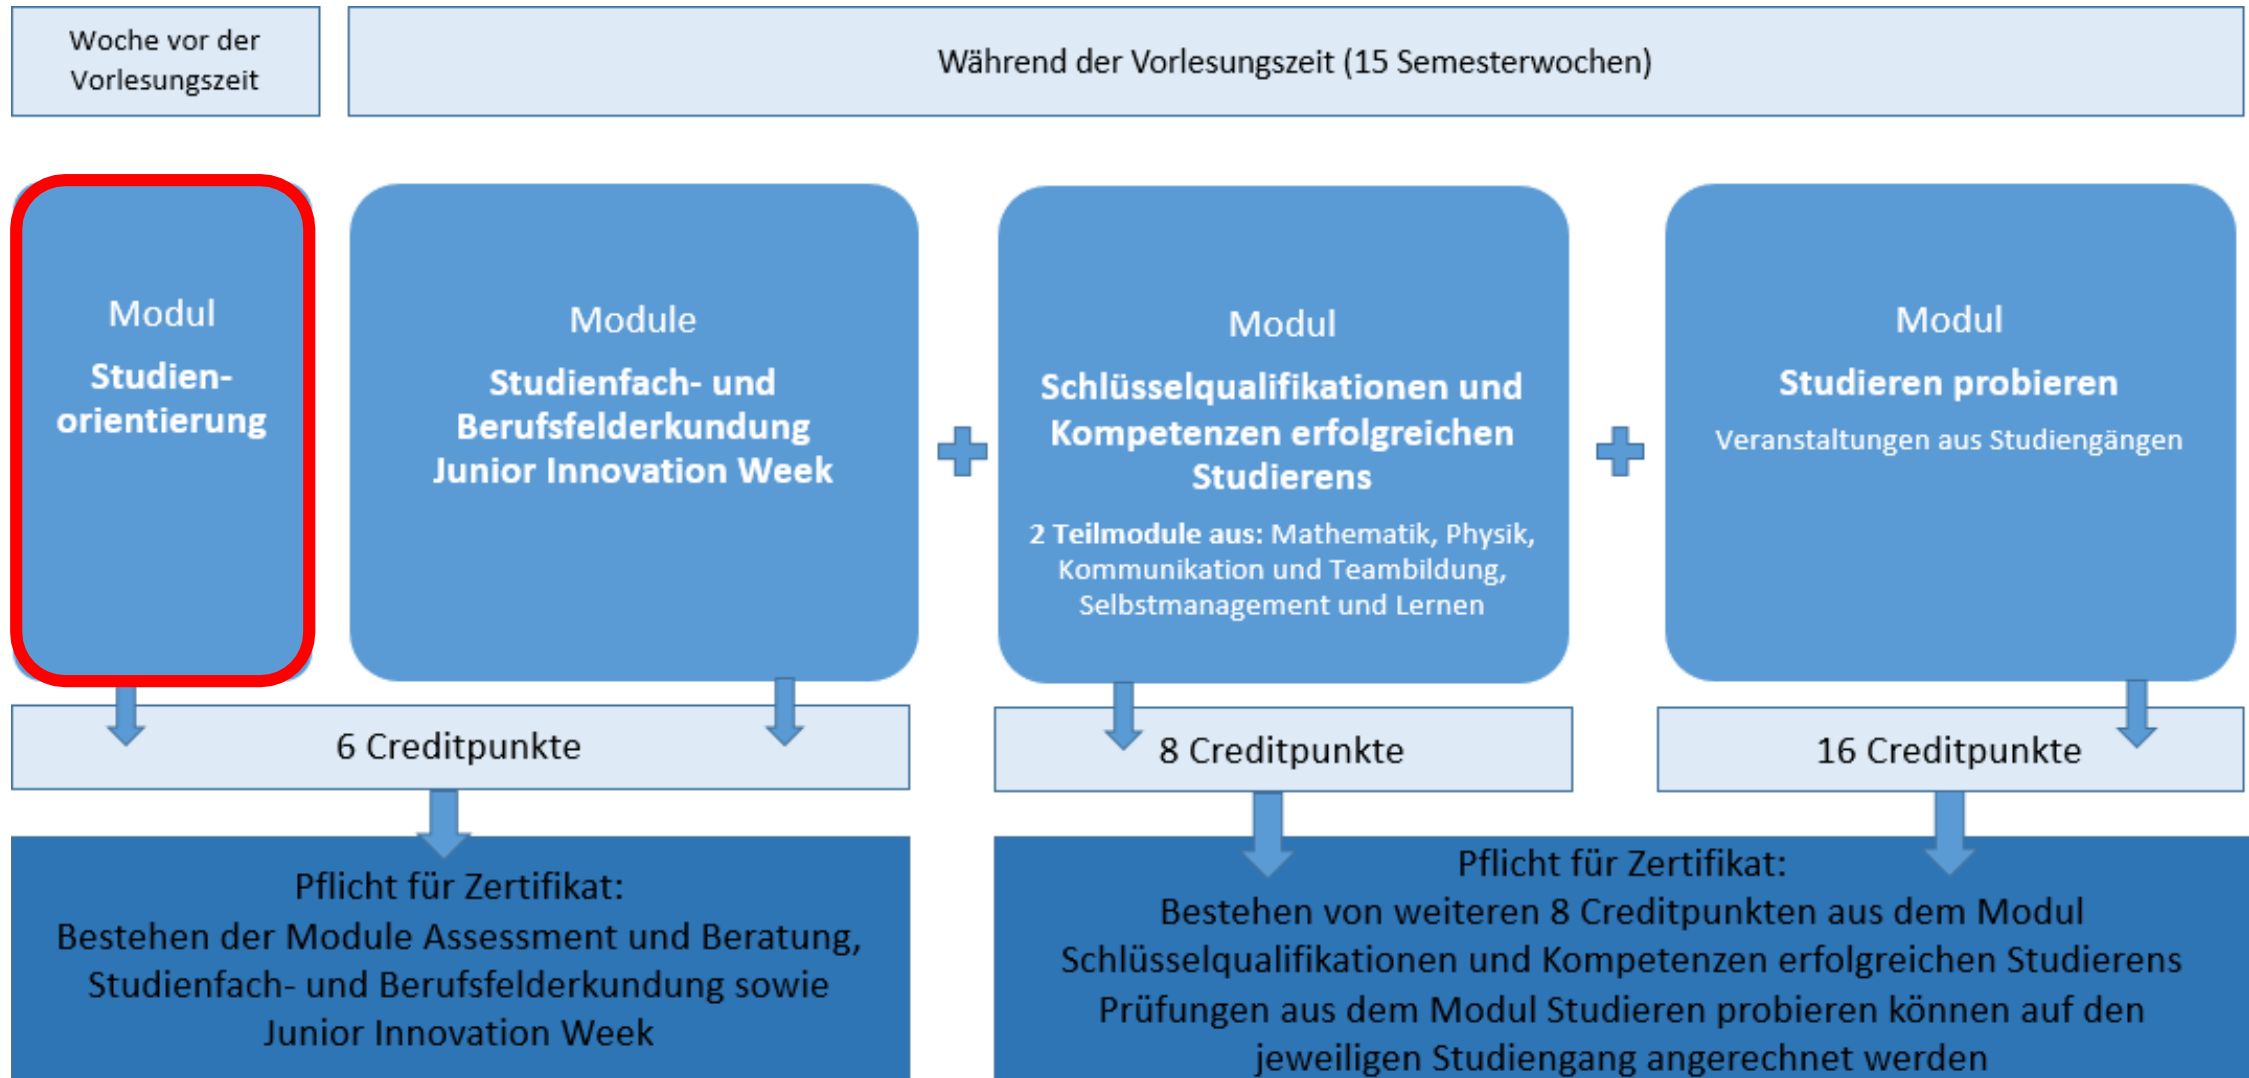 Woche vor der
Vorlesungszeit
Während der Vorlesungszeit (15 Semesterwochen)
Modul
Studien-
orientierung
Module
Studienfach- und
Berufsfelderkundung
Junior Innovation Week
Modul
Schlüsselqualifikationen und
Kompetenzen erfolgreichen
Studierens
2 Teilmodule aus: Mathematik, Physik,
Kommunikation und Teambildung,
Selbstmanagement und Lernen
Modul
Studieren probieren
Veranstaltungen aus Studiengängen
6 Creditpunkte
8 Creditpunkte
16 Creditpunkte
Pflicht für Zertifikat:
Bestehen der Module Assessment und Beratung,
Studienfach- und Berufsfelderkundung sowie
Junior Innovation Week
Pflicht für Zertifikat:
Bestehen von weiteren 8 Creditpunkten aus dem Modul
Schlüsselqualifikationen und Kompetenzen erfolgreichen Studierens
Prüfungen aus dem Modul Studieren probieren können auf den
jeweiligen Studiengang angerechnet werden